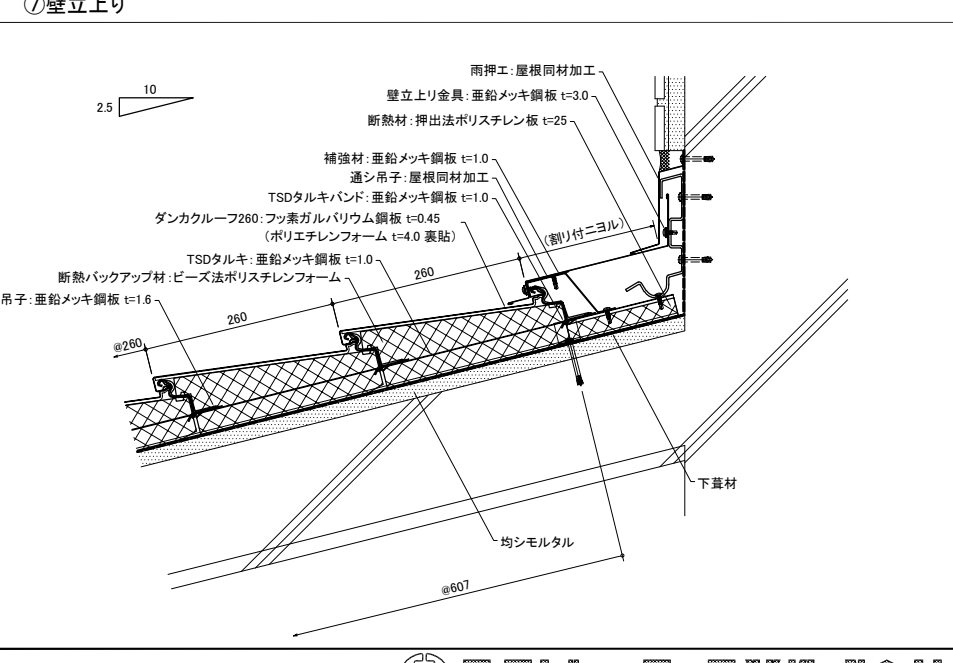 ⑦壁立上り
10
2.5
雨押エ：屋根同材加工
壁立上リ金具：亜鉛メッキ鋼板 t=3.0
断熱材：押出法ポリスチレン板 t=25
補強材：亜鉛メッキ鋼板 t=1.0
通シ吊子：屋根同材加工
TSDタルキバンド：亜鉛メッキ鋼板 t=1.0
ダンカクルーフ260：フッ素ガルバリウム鋼板 t=0.45
（ポリエチレンフォーム t=4.0 裏貼）
TSDタルキ：亜鉛メッキ鋼板 t=1.0
断熱バックアップ材：ビーズ法ポリスチレンフォーム
吊子：亜鉛メッキ鋼板 t=1.6
（割リ付ニヨル）
260
260
@260
下葺材
均シモルタル
@607